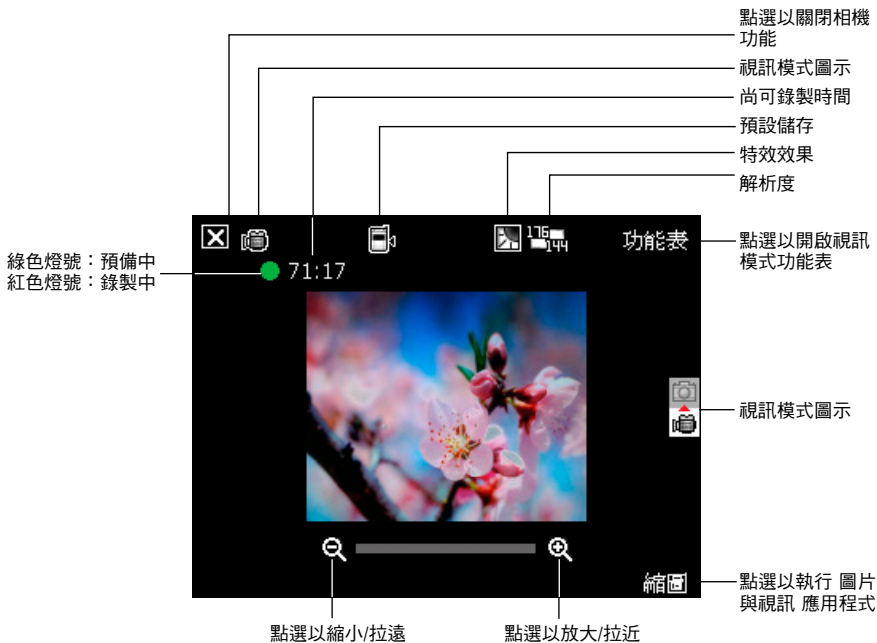 點選以關閉相機
功能
視訊模式圖示
尚可錄製時間
預設儲存
特效效果
解析度
176
144
功能表
點選以開啟視訊
模式功能表
綠色燈號：預備中
紅色燈號：錄製中
71:17
視訊模式圖示
縮圖
點選以執行 圖片
與視訊 應用程式
點選以縮小/拉遠
點選以放大/拉近